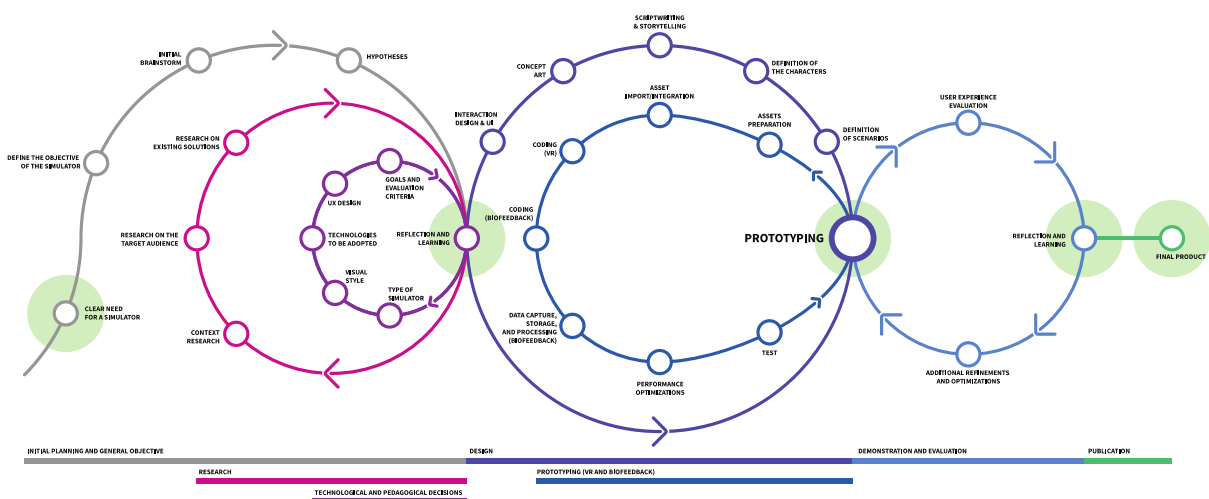 SCRIPTWRITING
& STORYTELLING
INITIAL
BRAINSTORM
HYPOTHESES
CONCEPT
ART
DEFINITION OF
THE CHARACTERS
ASSET
IMPORT/INTEGRATION
USER EXPERIENCE
EVALUATION
INTERACTION
DESIGN & UI
ASSETS
PREPARATION
DEFINITION
OF SCENARIOS
RESEARCH ON
EXISTING SOLUTIONS
CODING
(VR)
DEFINE THE OBJECTIVE
OF THE SIMULATOR
GOALS AND
EVALUATION
CRITERIA
UX DESIGN
CODING
(BIOFEEDBACK)
RESEARCH ON THE
TARGET AUDIENCE
TECHNOLOGIES
TO BE ADOPTED
REFLECTION AND
LEARNING
PROTOTYPING
REFLECTION AND
LEARNING
FINAL PRODUCT
VISUAL
STYLE
TYPE OF
SIMULATOR
CLEAR NEED
FOR A SIMULATOR
DATA CAPTURE,
STORAGE,
AND PROCESSING
(BIOFEEDBACK)
CONTEXT
RESEARCH
TEST
PERFORMANCE
OPTIMIZATIONS
ADDITIONAL REFINEMENTS
AND OPTIMIZATIONS
INITIAL PLANNING AND GENERAL OBJECTIVE
DESIGN
DEMONSTRATION AND EVALUATION
PUBLICATION
RESEARCH
PROTOTYPING (VR AND BIOFEEDBACK)
TECHNOLOGICAL AND PEDAGOGICAL DECISIONS